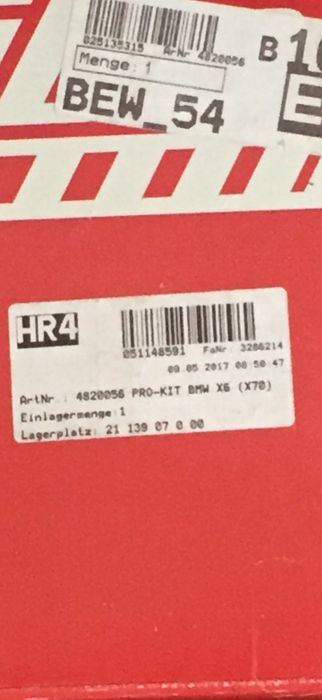 025135315 ArNr 4820056
Menge: 1
BEW_54
HR4
051148591 FaNr: 3286214
09 05 2017 08 50 47
ArtNr.: 4820056 PRO-KIT BMW X6 (X70)
Einlagermenge:1
Lagerplatz: 21 139 07 0 00